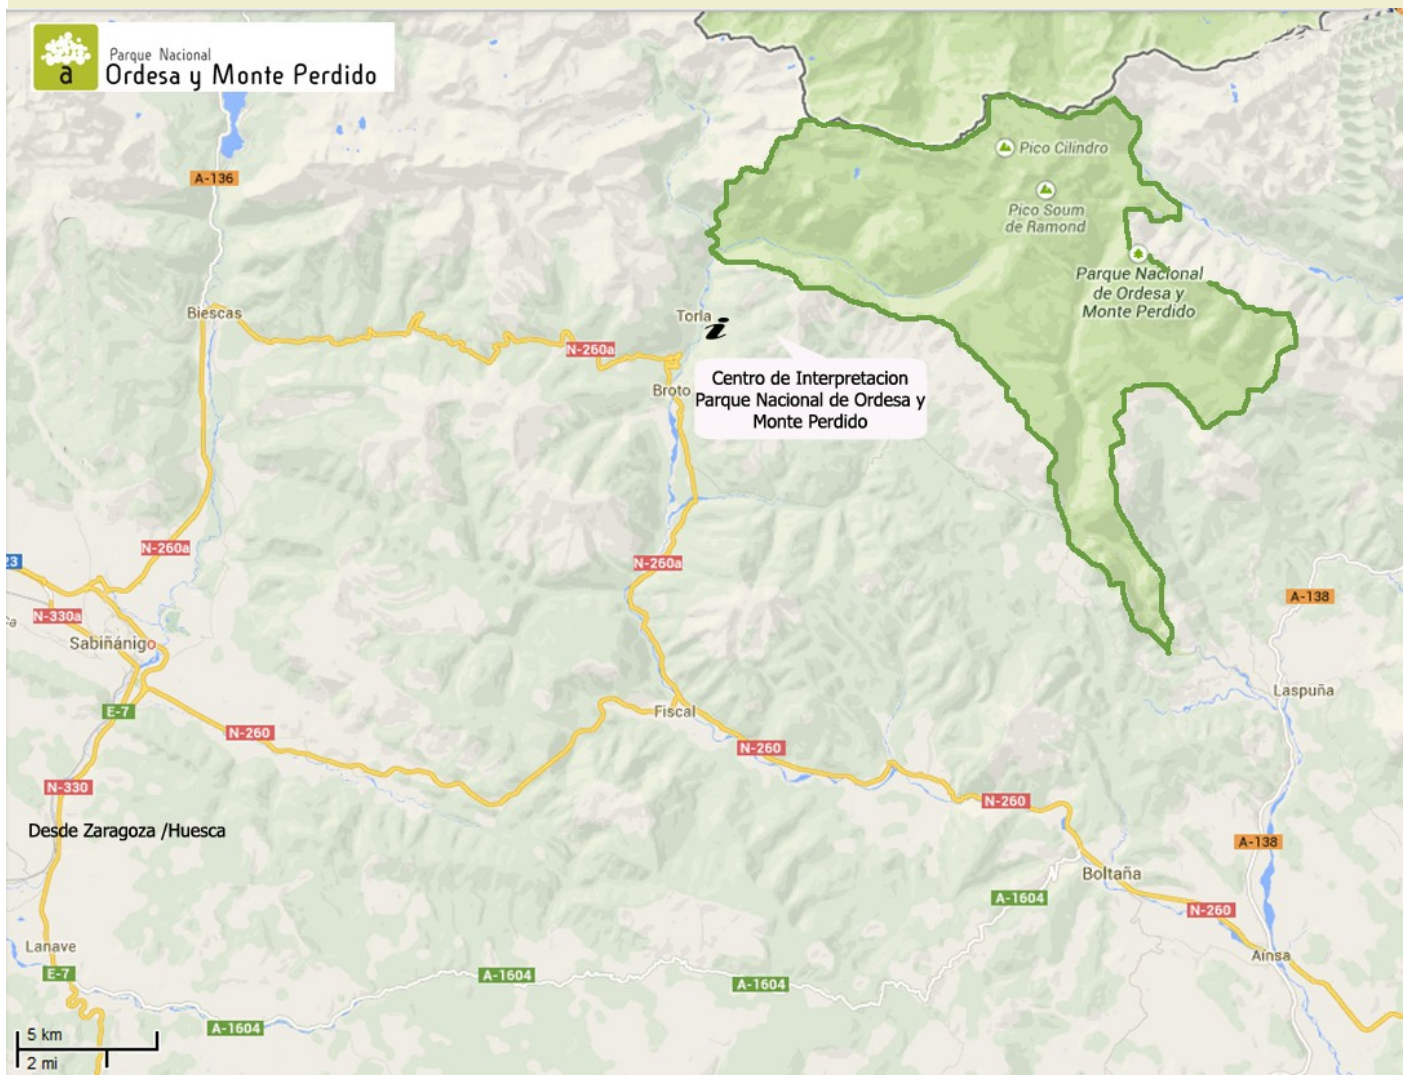 Parque Nacional
a
Ordesa y Monte Perdido
Pico Cilindro
A-136
Pico Soum
de Ramond
Parque Nacional
de Ordesa y
Monte Perdido
Biescas
Torla
i
N-260a
Centro de Interpretacion
Parque Nacional de Ordesa y
Monte Perdido
Broto
N-260a
23
N-260a
A-138
N-330a
Sabiñánigo
Laspuña
E-7
Fiscal
N-260
N-260
N-330
N-260
Desde Zaragoza /Huesca
A-138
Boltaña
A-1604
N-260
Lanave
Aínsa
E-7
A-1604
A-1604
A-1604
5 km
2 mi